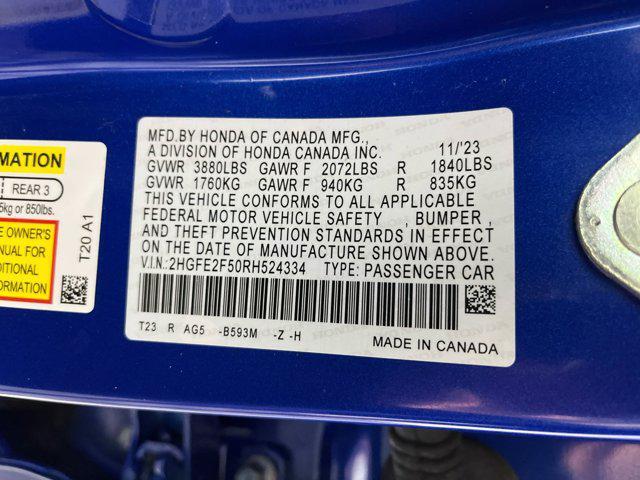 MATION
REAR 3
5kg or 850lbs.
E OWNER'S
NUAL FOR
DITIONAL
ORMATION
T20 A1
MFD.BY HONDA OF CANADA MFG.,
A DIVISION OF HONDA CANADA INC. 11/'23
GVWR 3880LBS GAWR F 2072LBS R 1840LBS
GVWR 1760KG GAWR F 940KG R 835KG
THIS VEHICLE CONFORMS TO ALL APPLICABLE
FEDERAL MOTOR VEHICLE SAFETY , BUMPER ,
AND THEFT PREVENTION STANDARDS IN EFFECT
ON THE DATE OF MANUFACTURE SHOWN ABOVE.
V.I.N.:2HGFE2F50RH524334 TYPE: PASSENGER CAR
T23 R AG5 -B593M -Z -H
MADE IN CANADA